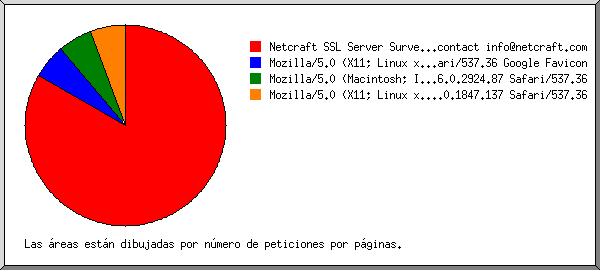 Netcraft SSL Server Surve...contact info@netcraft.com
Mozilla/5.0 (X11; Linux x...ari/537.36 Google Favicon
Mozilla/5.0 (Macintosh; I...6.0.2924.87 Safari/537.36
Mozilla/5.0 (X11; Linux x....0.1847.137 Safari/537.36
Las áreas están dibujadas por número de peticiones por páginas.